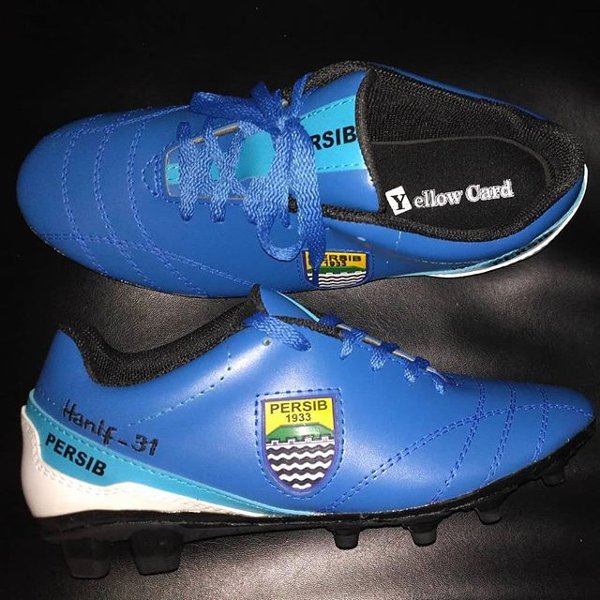 PERSIB
Yellow Card
PERSIB
1933
PERSIB
1933
Hanif-31
PERSIB